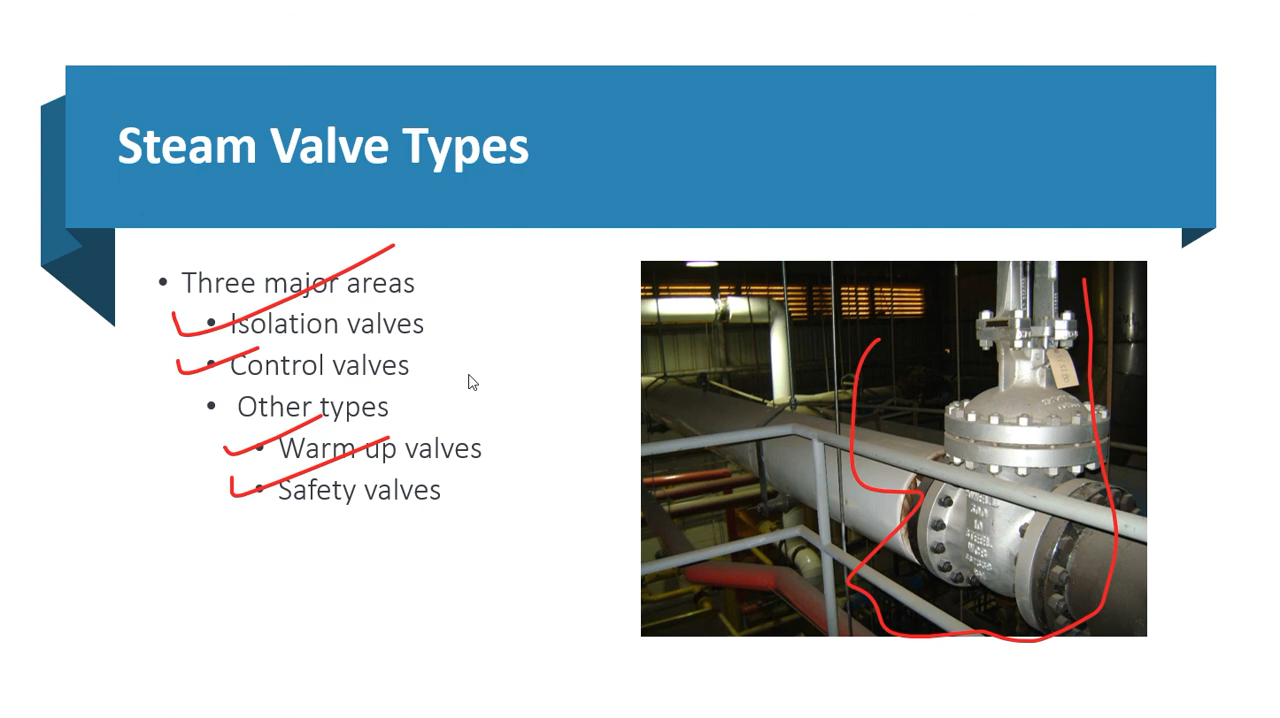 Steam Valve Types
• Three major areas
• Isolation valves
• Control valves
• Other types
• Warm up valves
• Safety valves